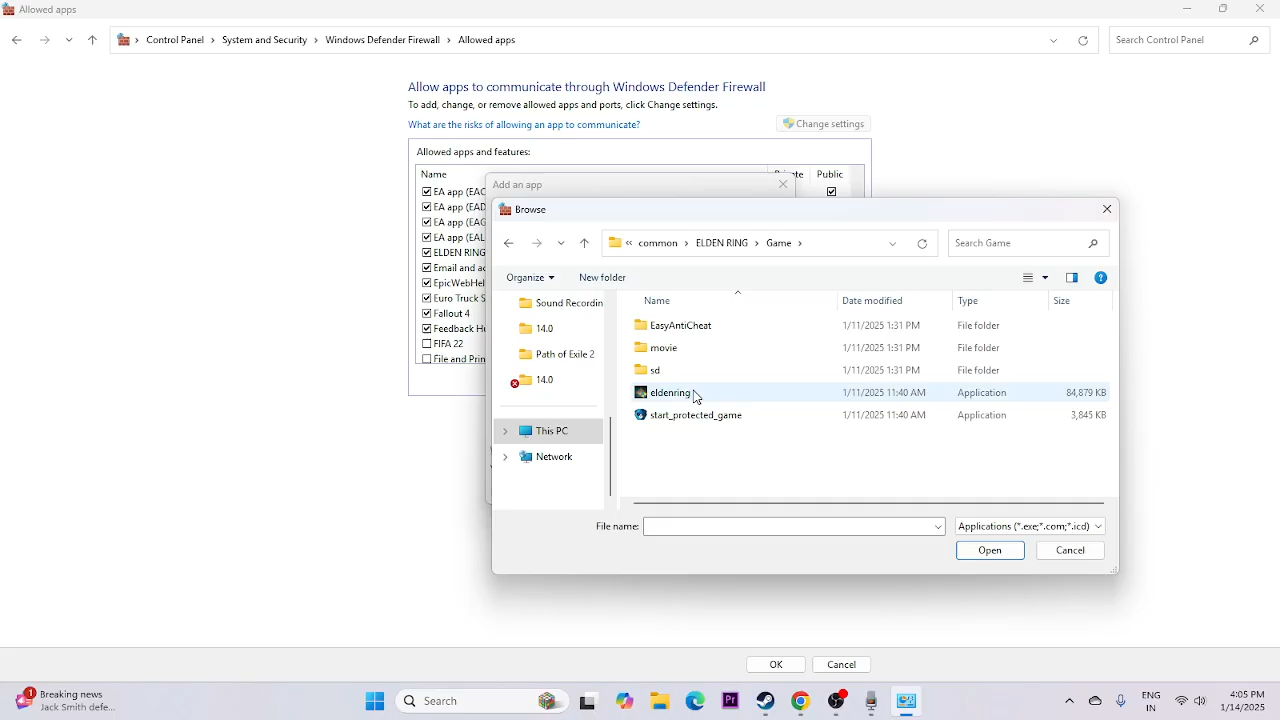 Allowed apps
Control Panel > System and Security > Windows Defender Firewall > Allowed apps
Search Control Panel
Allow apps to communicate through Windows Defender Firewall
To add, change, or remove allowed apps and ports, click Change settings.
What are the risks of allowing an app to communicate?
Change settings
Allowed apps and features:
Name
Public
Add an app
EA app (EAC
EA app (EAD
EA app (EAG
EA app (EAL
ELDEN RING
Email and ac
EpicWebHel
Euro Truck S
Fallout 4
Feedback Hu
FIFA 22
File and Prin
Browse
« common > ELDEN RING > Game >
Search Game
Organize
New folder
Sound Recordin
14.0
Path of Exile 2
14.0
This PC
Network
Name Date modified Type Size
EasyAntiCheat 1/11/2025 1:31 PM File folder
movie 1/11/2025 1:31 PM File folder
sd 1/11/2025 1:31 PM File folder
eldenring 1/11/2025 11:40 AM Application 84,879 KB
start_protected_game 1/11/2025 11:40 AM Application 3,845 KB
File name:
Applications (*.exe;*.com;*.icd)
Open
Cancel
OK
Cancel
1
Breaking news
Jack Smith defe...
Search
Pr
ENG
IN
4:05 PM
1/14/2025